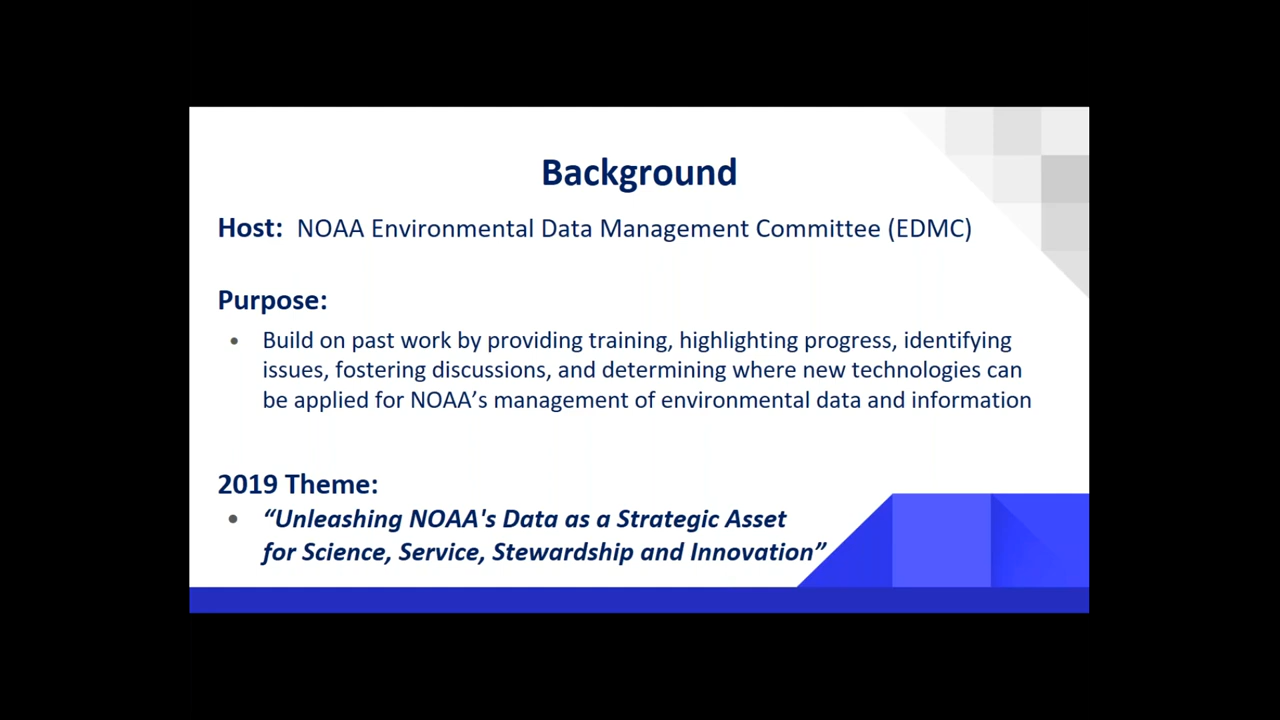 Background
Host: NOAA Environmental Data Management Committee (EDMC)
Purpose:
• Build on past work by providing training, highlighting progress, identifying
issues, fostering discussions, and determining where new technologies can
be applied for NOAA’s management of environmental data and information
2019 Theme:
• “Unleashing NOAA's Data as a Strategic Asset
for Science, Service, Stewardship and Innovation”